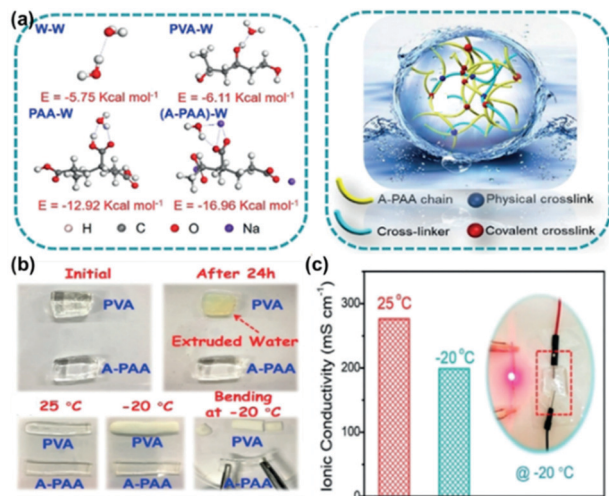 (a)
W-W
PVA-W
E = -5.75 Kcal mol⁻¹
E = -6.11 Kcal mol⁻¹
PAA-W
(A-PAA)-W
E = -12.92 Kcal mol⁻¹
E = -16.96 Kcal mol⁻¹
H C O Na
A-PAA chain
Physical crosslink
Cross-linker
Covalent crosslink
(b)
Initial
After 24h
PVA
PVA
Extruded Water
A-PAA
A-PAA
25 °C
-20 °C
Bending
at -20 °C
PVA
PVA
PVA
A-PAA
A-PAA
A-PAA
(c)
Ionic Conductivity (mS cm⁻¹)
300
200
100
0
25 °C
-20 °C
@ -20 °C